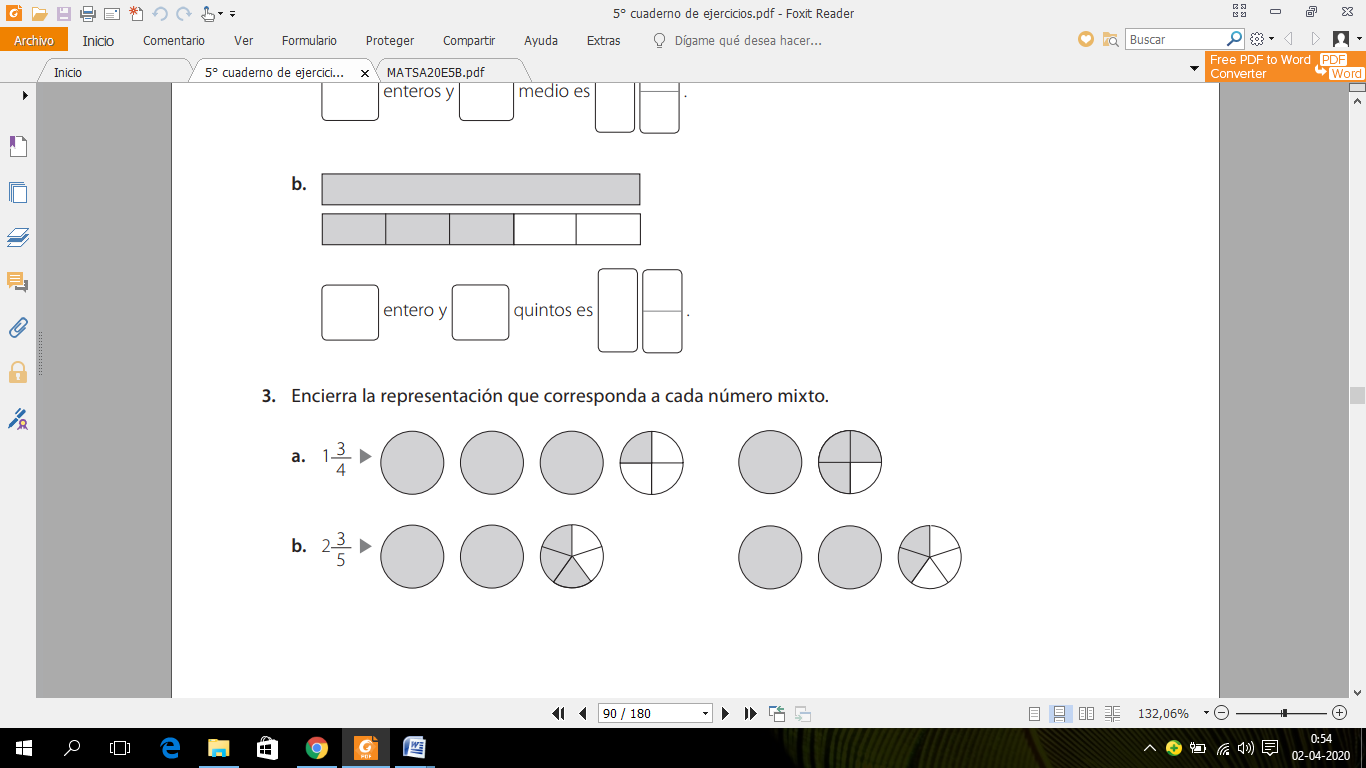 5° cuaderno de ejercicios.pdf - Foxit Reader
Archivo Inicio Comentario Ver Formulario Proteger Compartir Ayuda Extras Dígame qué desea hacer... Buscar
Inicio 5° cuaderno de ejercici... MATSA20E5B.pdf Free PDF to Word Converter PDF Word
enteros y medio es .
b.
entero y quintos es .
3. Encierra la representación que corresponda a cada número mixto.
a. 1 3/4
b. 2 3/5
90 / 180 132,06%
0:54
02-04-2020